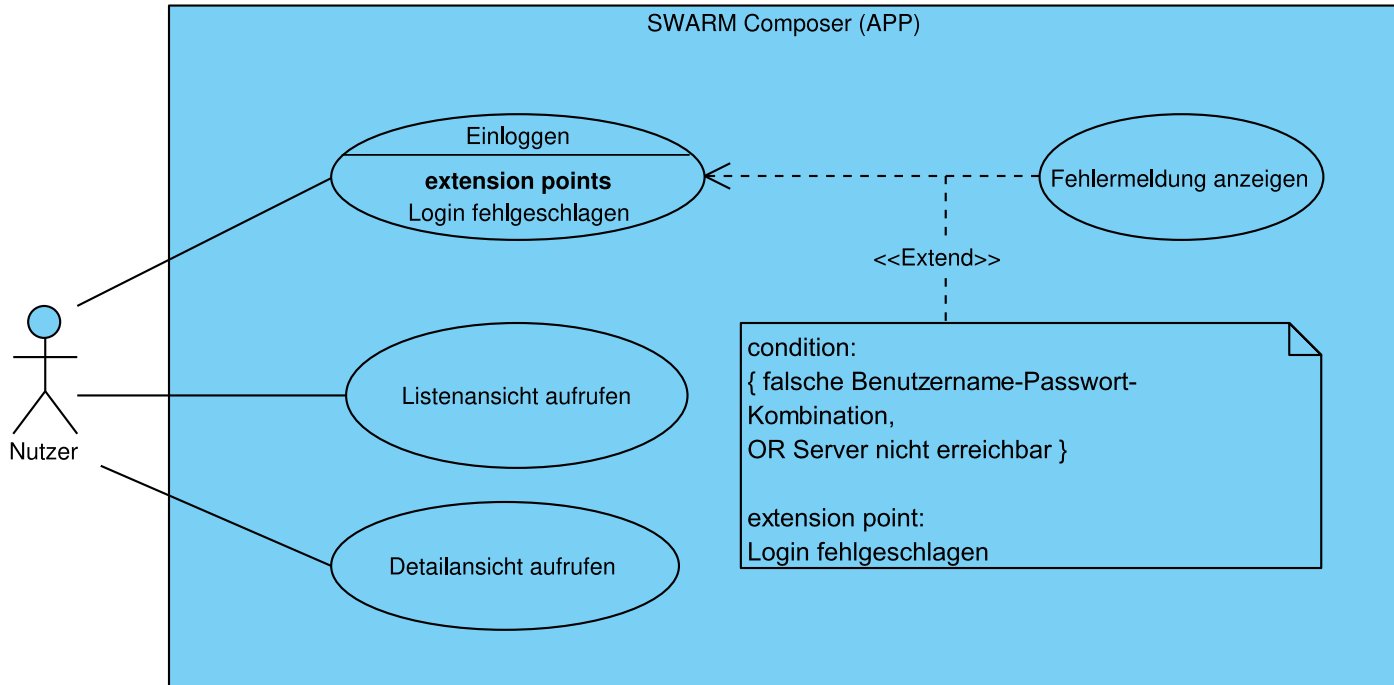 SWARM Composer (APP)
Einloggen
extension points
Login fehlgeschlagen
Fehlermeldung anzeigen
<<Extend>>
Listenansicht aufrufen
condition:
{ falsche Benutzername-Passwort-
Kombination,
OR Server nicht erreichbar }
extension point:
Login fehlgeschlagen
Nutzer
Detailansicht aufrufen